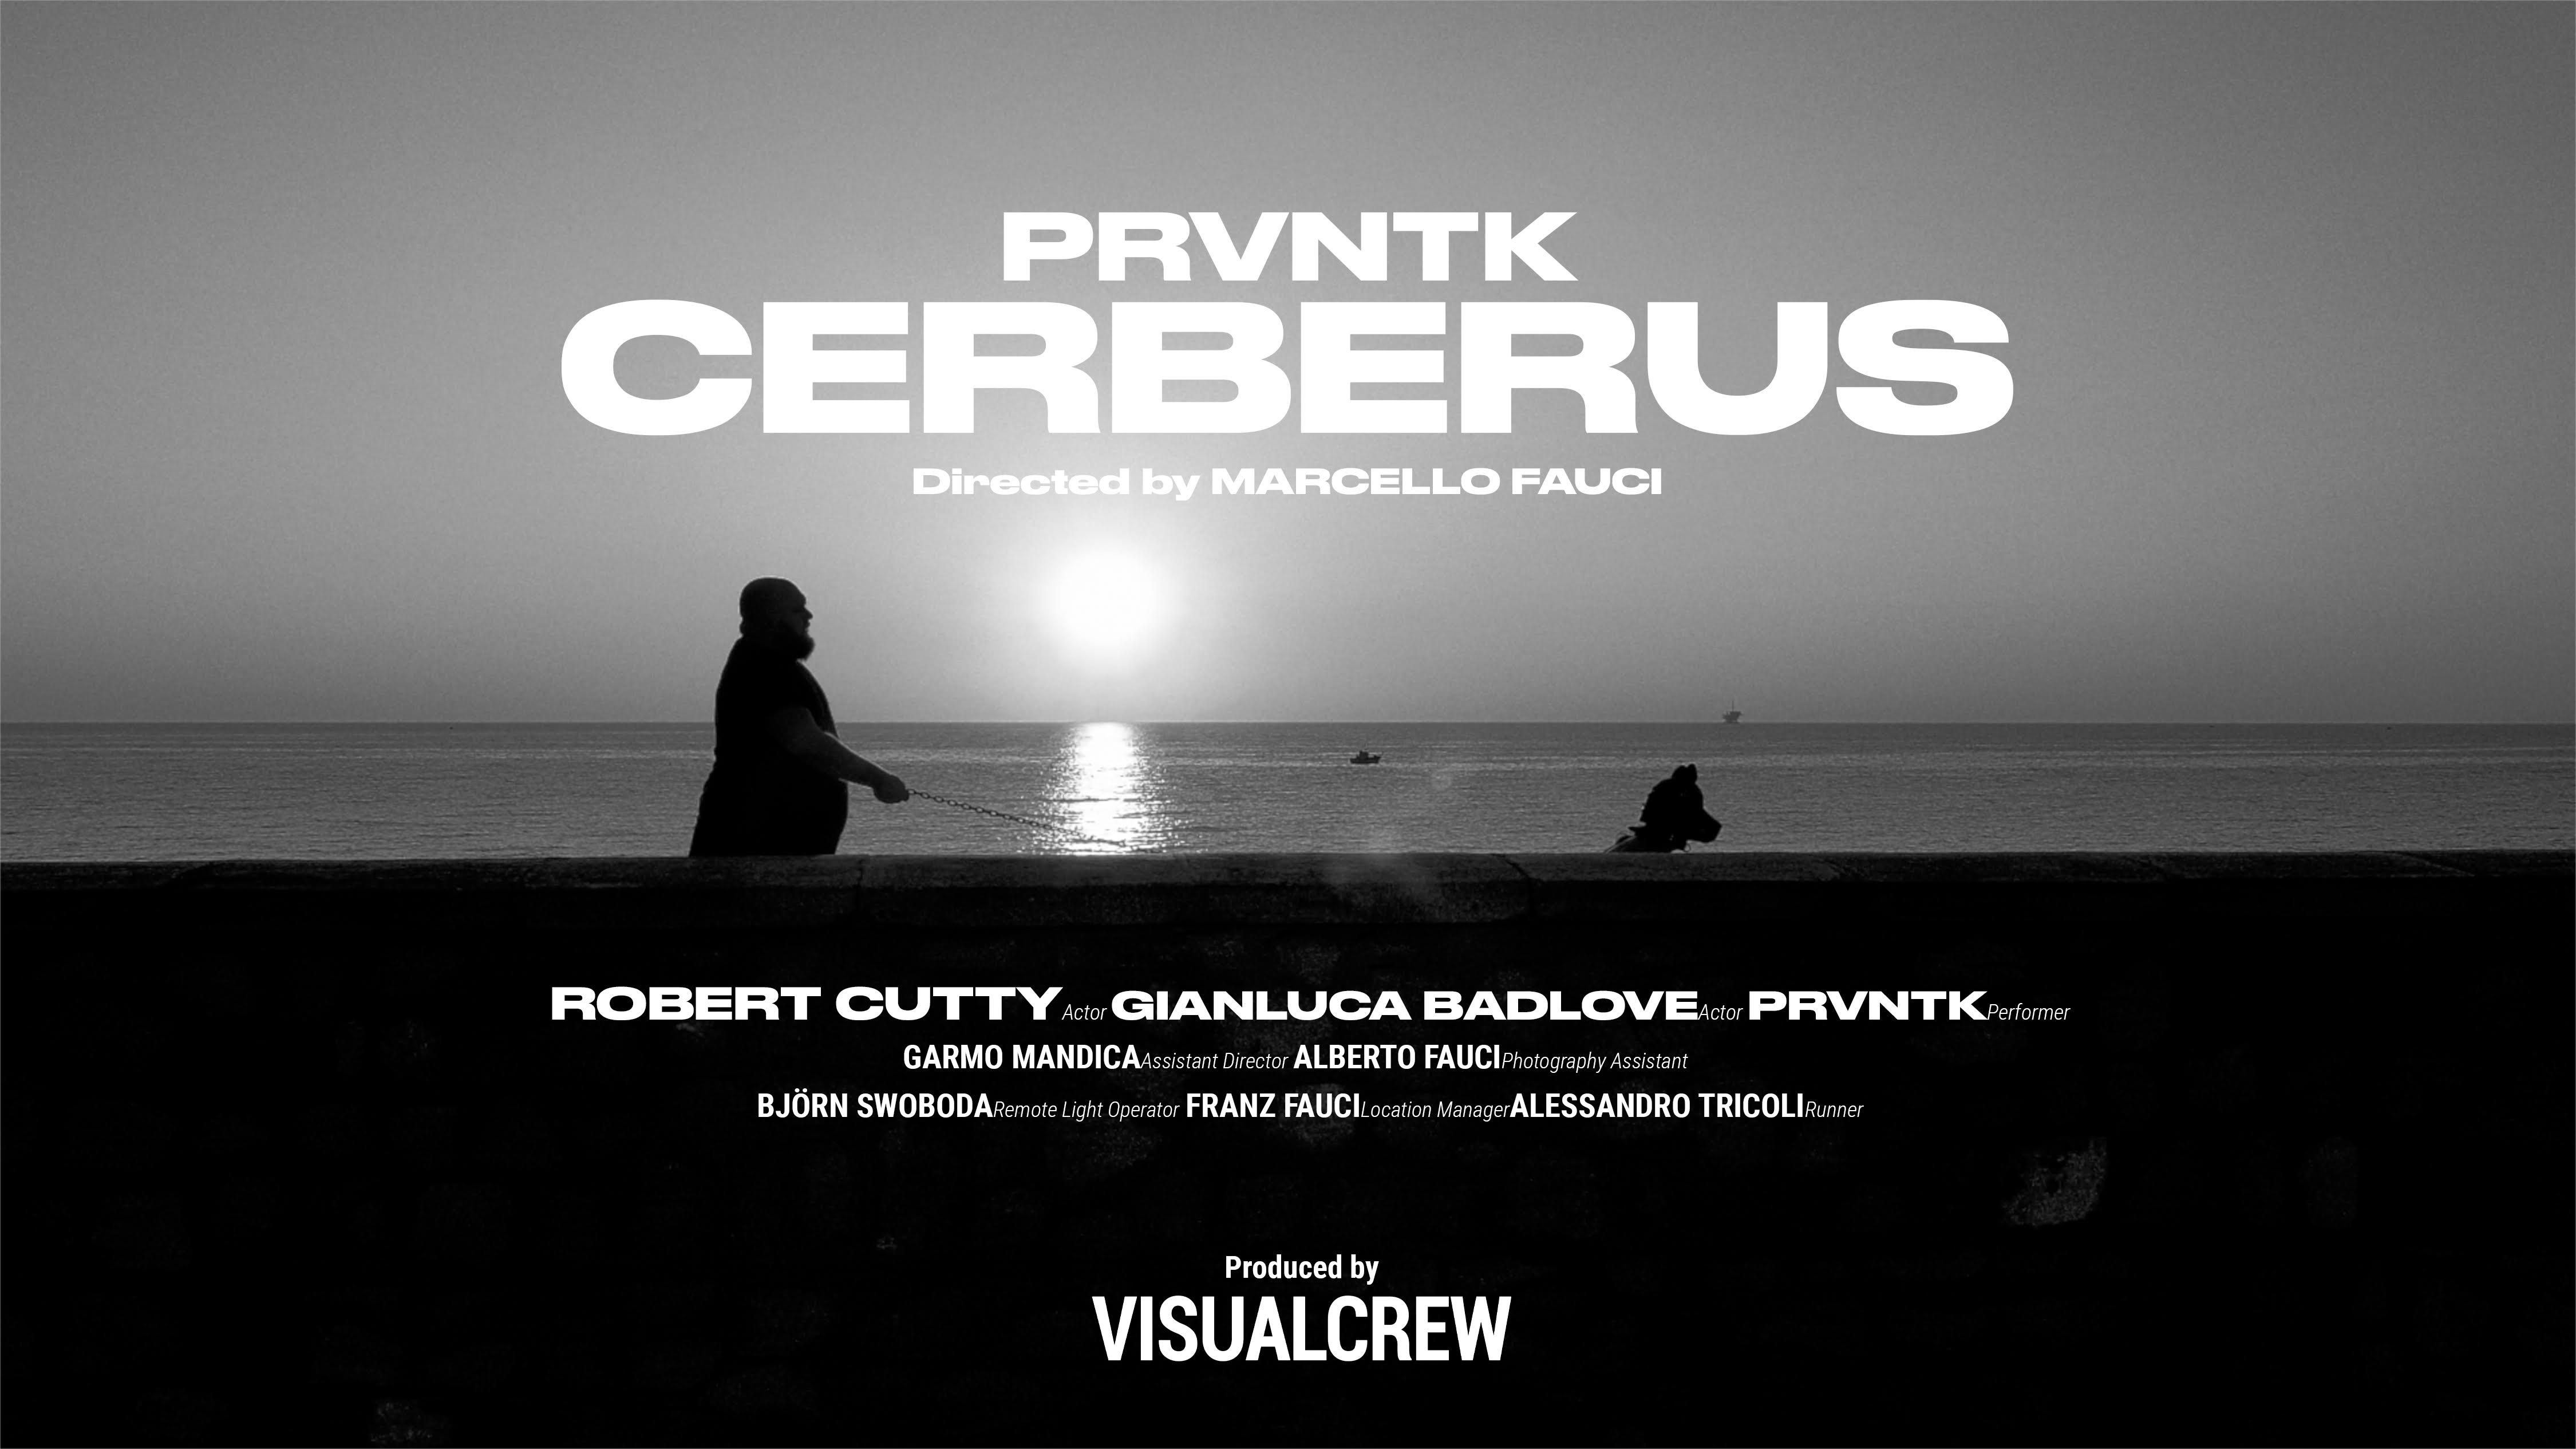 PRVNTK
CERBERUS
Directed by MARCELLO FAUCI
ROBERT CUTTY Actor GIANLUCA BADLOVE Actor PRVNTK Performer
GARMO MANDICA Assistant Director ALBERTO FAUCI Photography Assistant
BJÖRN SWOBODA Remote Light Operator FRANZ FAUCI Location Manager ALESSANDRO TRICOLI Runner
Produced by
VISUALCREW